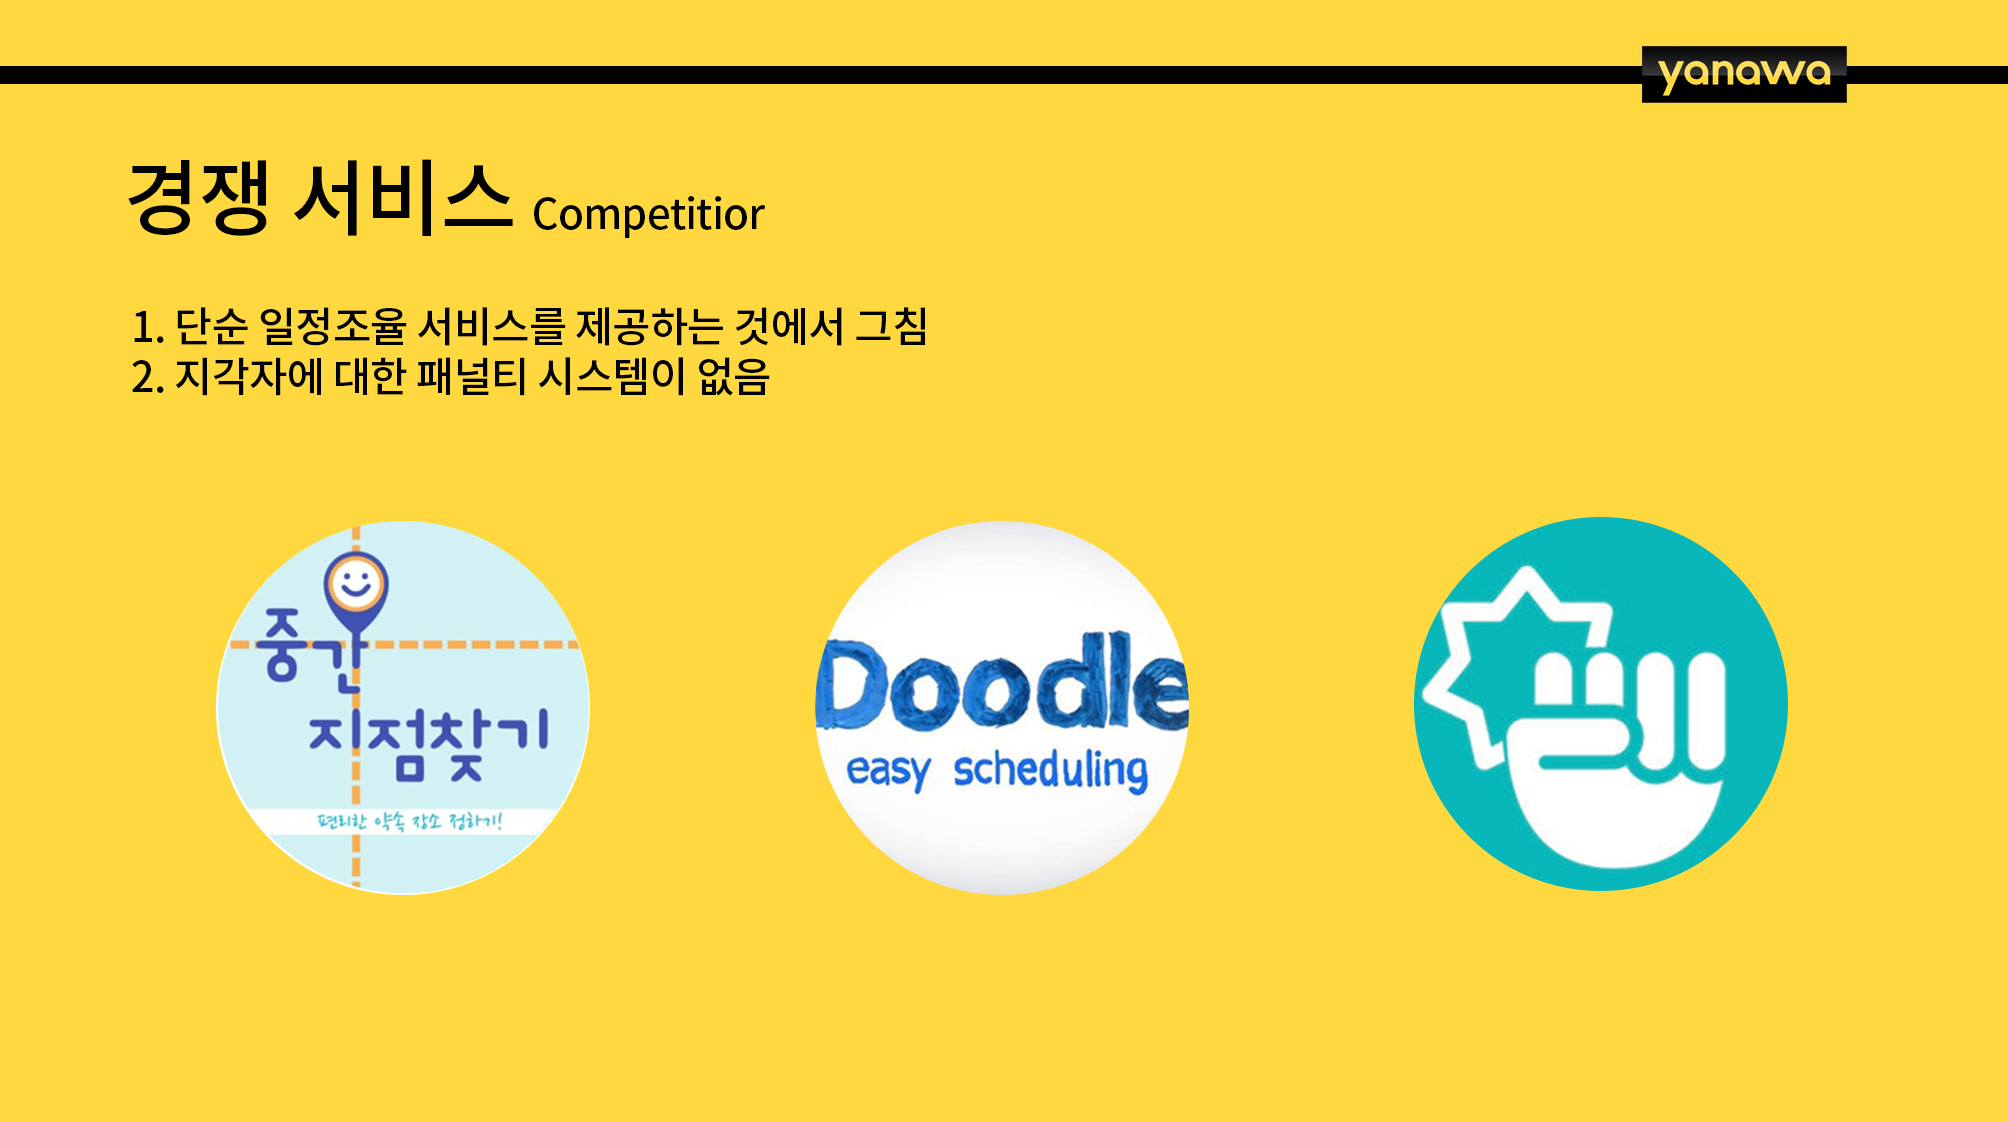 yanawa
경쟁 서비스 Competitior
1. 단순 일정조율 서비스를 제공하는 것에서 그침
2. 지각자에 대한 패널티 시스템이 없음
중간
지점찾기
편리한 약속 장소 정하기!
Doodle
easy scheduling